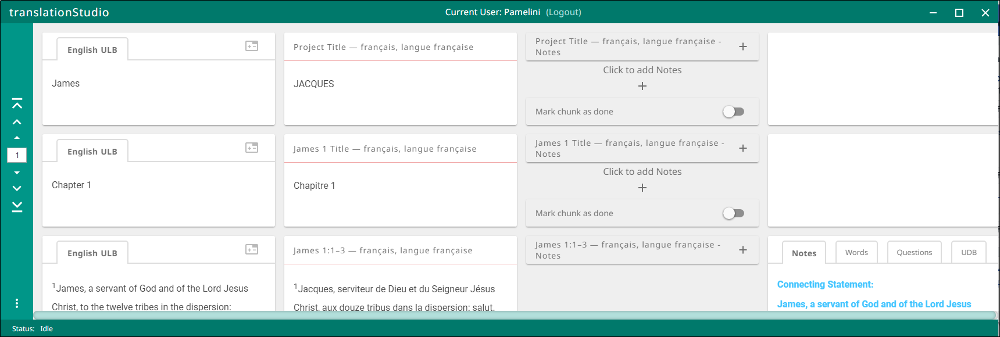 translationStudio
Current User: Pamelini (Logout)
English ULB
James
Project Title — français, langue française
JACQUES
Project Title — français, langue française -
Notes
Click to add Notes
Mark chunk as done
English ULB
Chapter 1
James 1 Title — français, langue française
Chapitre 1
James 1 Title — français, langue française -
Notes
Click to add Notes
Mark chunk as done
1
English ULB
1James, a servant of God and of the Lord Jesus
Christ, to the twelve tribes in the dispersion:
James 1:1–3 — français, langue française
1Jacques, serviteur de Dieu et du Seigneur Jésus
Christ, aux douze tribus dans la dispersion: salut.
James 1:1–3 — français, langue française -
Notes
Notes
Words
Questions
UDB
Connecting Statement:
James, a servant of God and of the Lord Jesus
Status: Idle